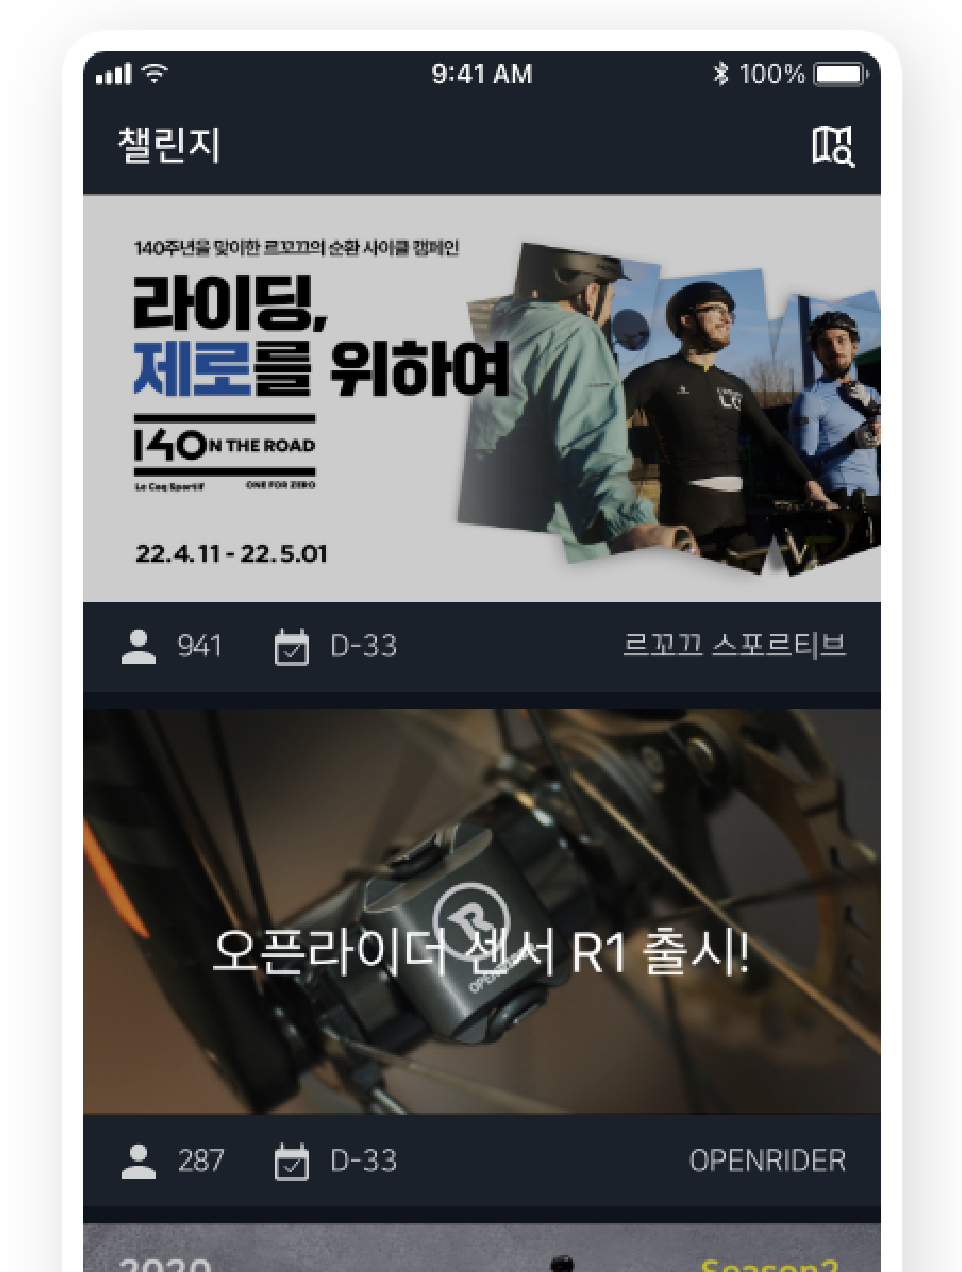 9:41 AM
100%
챌린지
140주년을 맞이한 르꼬끄의 순환 사이클 캠페인
라이딩,
제로를 위하여
140N THE ROAD
Le Coq Sportif ONE FOR ZERO
22.4.11 - 22.5.01
941 D-33 르꼬끄 스포르티브
오픈라이더 센서 R1 출시!
287 D-33 OPENRIDER
2020 Season2